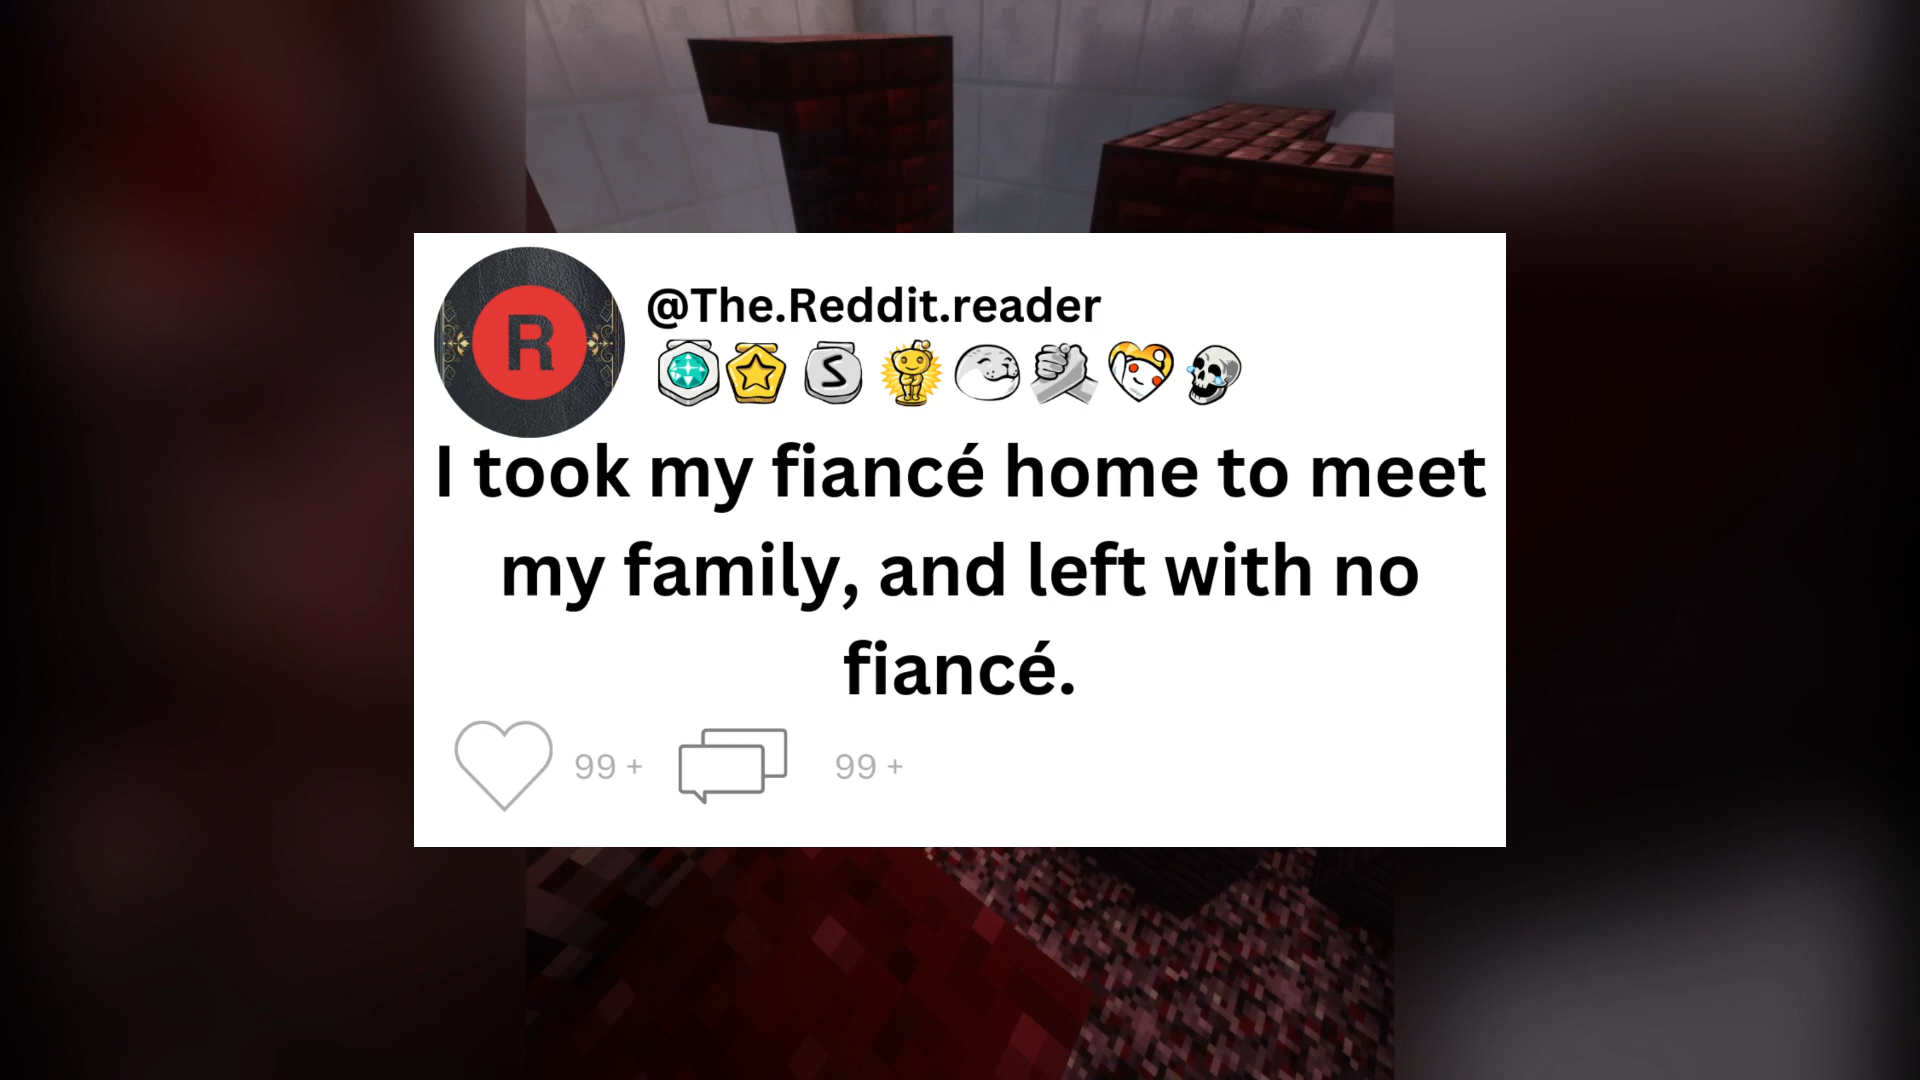 R
@The.Reddit.reader
S
I took my fiancé home to meet
my family, and left with no
fiancé.
99 +
99 +